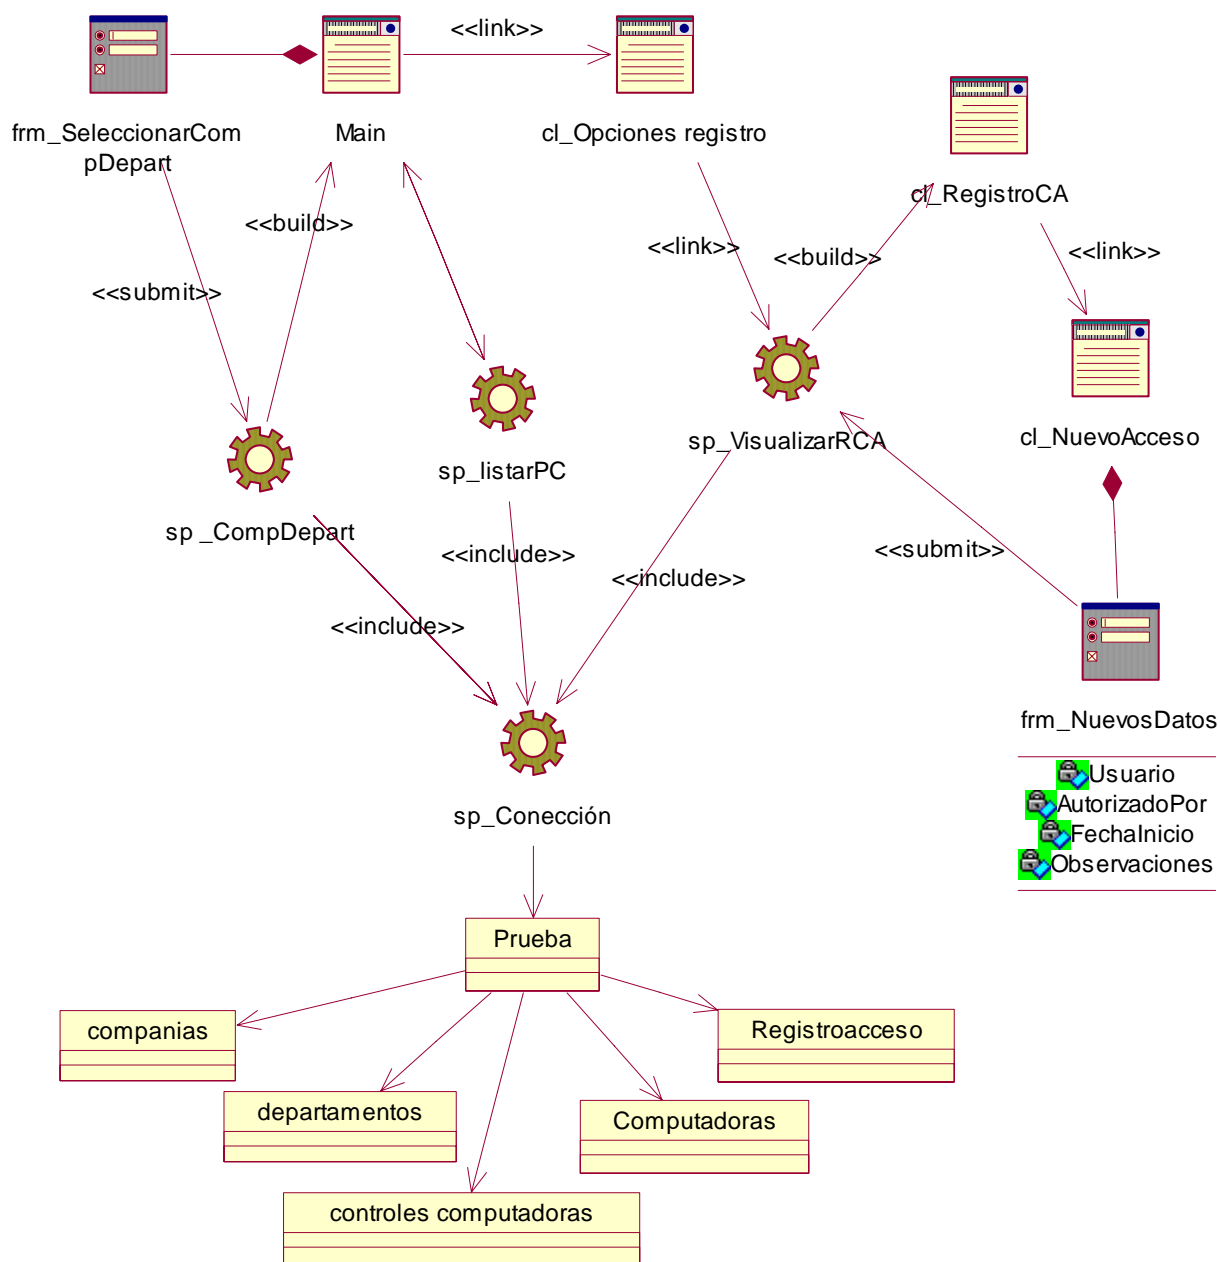 <<link>>
frm_SeleccionarCom
pDepart
Main
cl_Opciones registro
cl_RegistroCA
<<build>>
<<link>>
<<build>>
<<link>>
<<submit>>
sp_listarPC
sp_VisualizarRCA
cl_NuevoAcceso
sp _CompDepart
<<include>>
<<include>>
<<submit>>
<<include>>
frm_NuevosDatos
Usuario
AutorizadoPor
FechaInicio
Observaciones
sp_Conección
Prueba
companias
Registroacceso
departamentos
Computadoras
controles computadoras